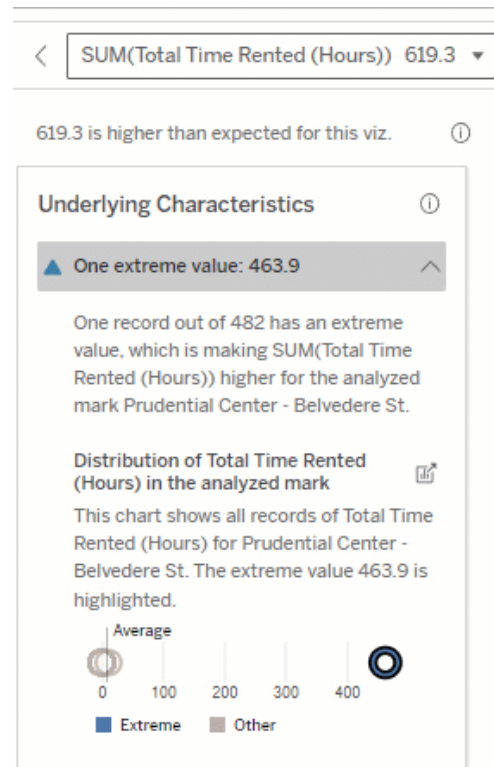 SUM(Total Time Rented (Hours)) 619.3
619.3 is higher than expected for this viz.
Underlying Characteristics
One extreme value: 463.9
One record out of 482 has an extreme
value, which is making SUM(Total Time
Rented (Hours)) higher for the analyzed
mark Prudential Center - Belvedere St.
Distribution of Total Time Rented
(Hours) in the analyzed mark
This chart shows all records of Total Time
Rented (Hours) for Prudential Center -
Belvedere St. The extreme value 463.9 is
highlighted.
Average
0 100 200 300 400
Extreme Other